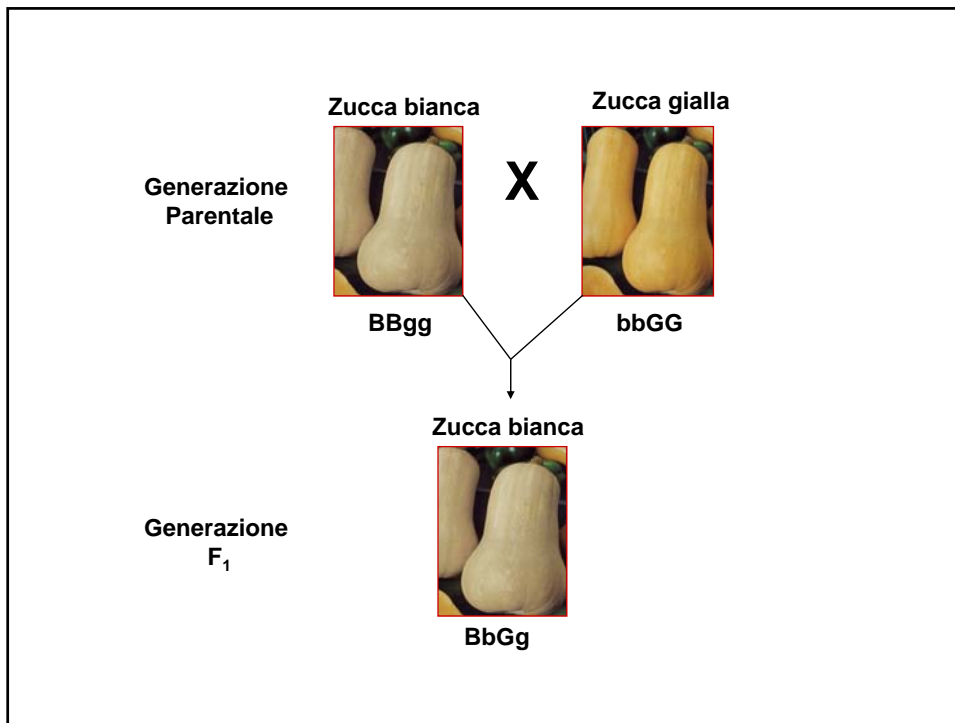 Zucca bianca
Zucca gialla
Generazione
Parentale
X
BBgg
bbGG
Zucca bianca
Generazione
F₁
BbGg